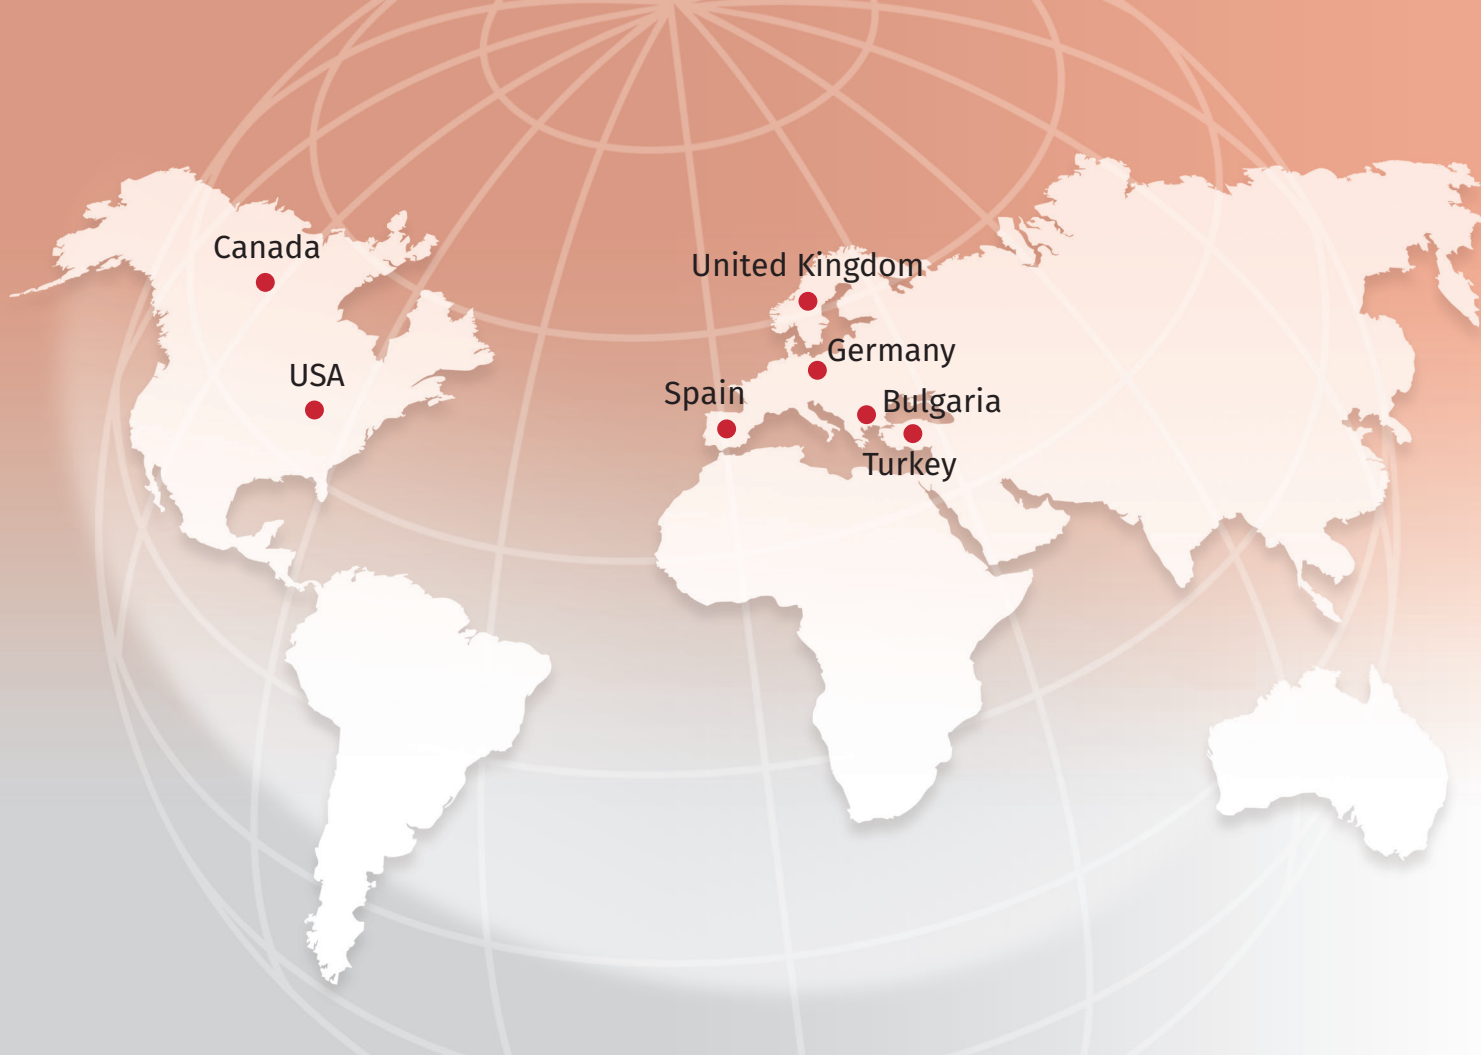 Canada
United Kingdom
Germany
USA
Spain
Bulgaria
Turkey